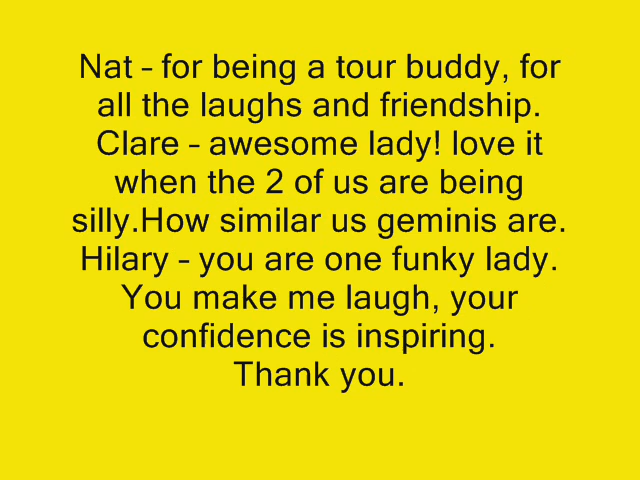 Nat – for being a tour buddy, for
all the laughs and friendship.
Clare – awesome lady! love it
when the 2 of us are being
silly.How similar us geminis are.
Hilary – you are one funky lady.
You make me laugh, your
confidence is inspiring.
Thank you.